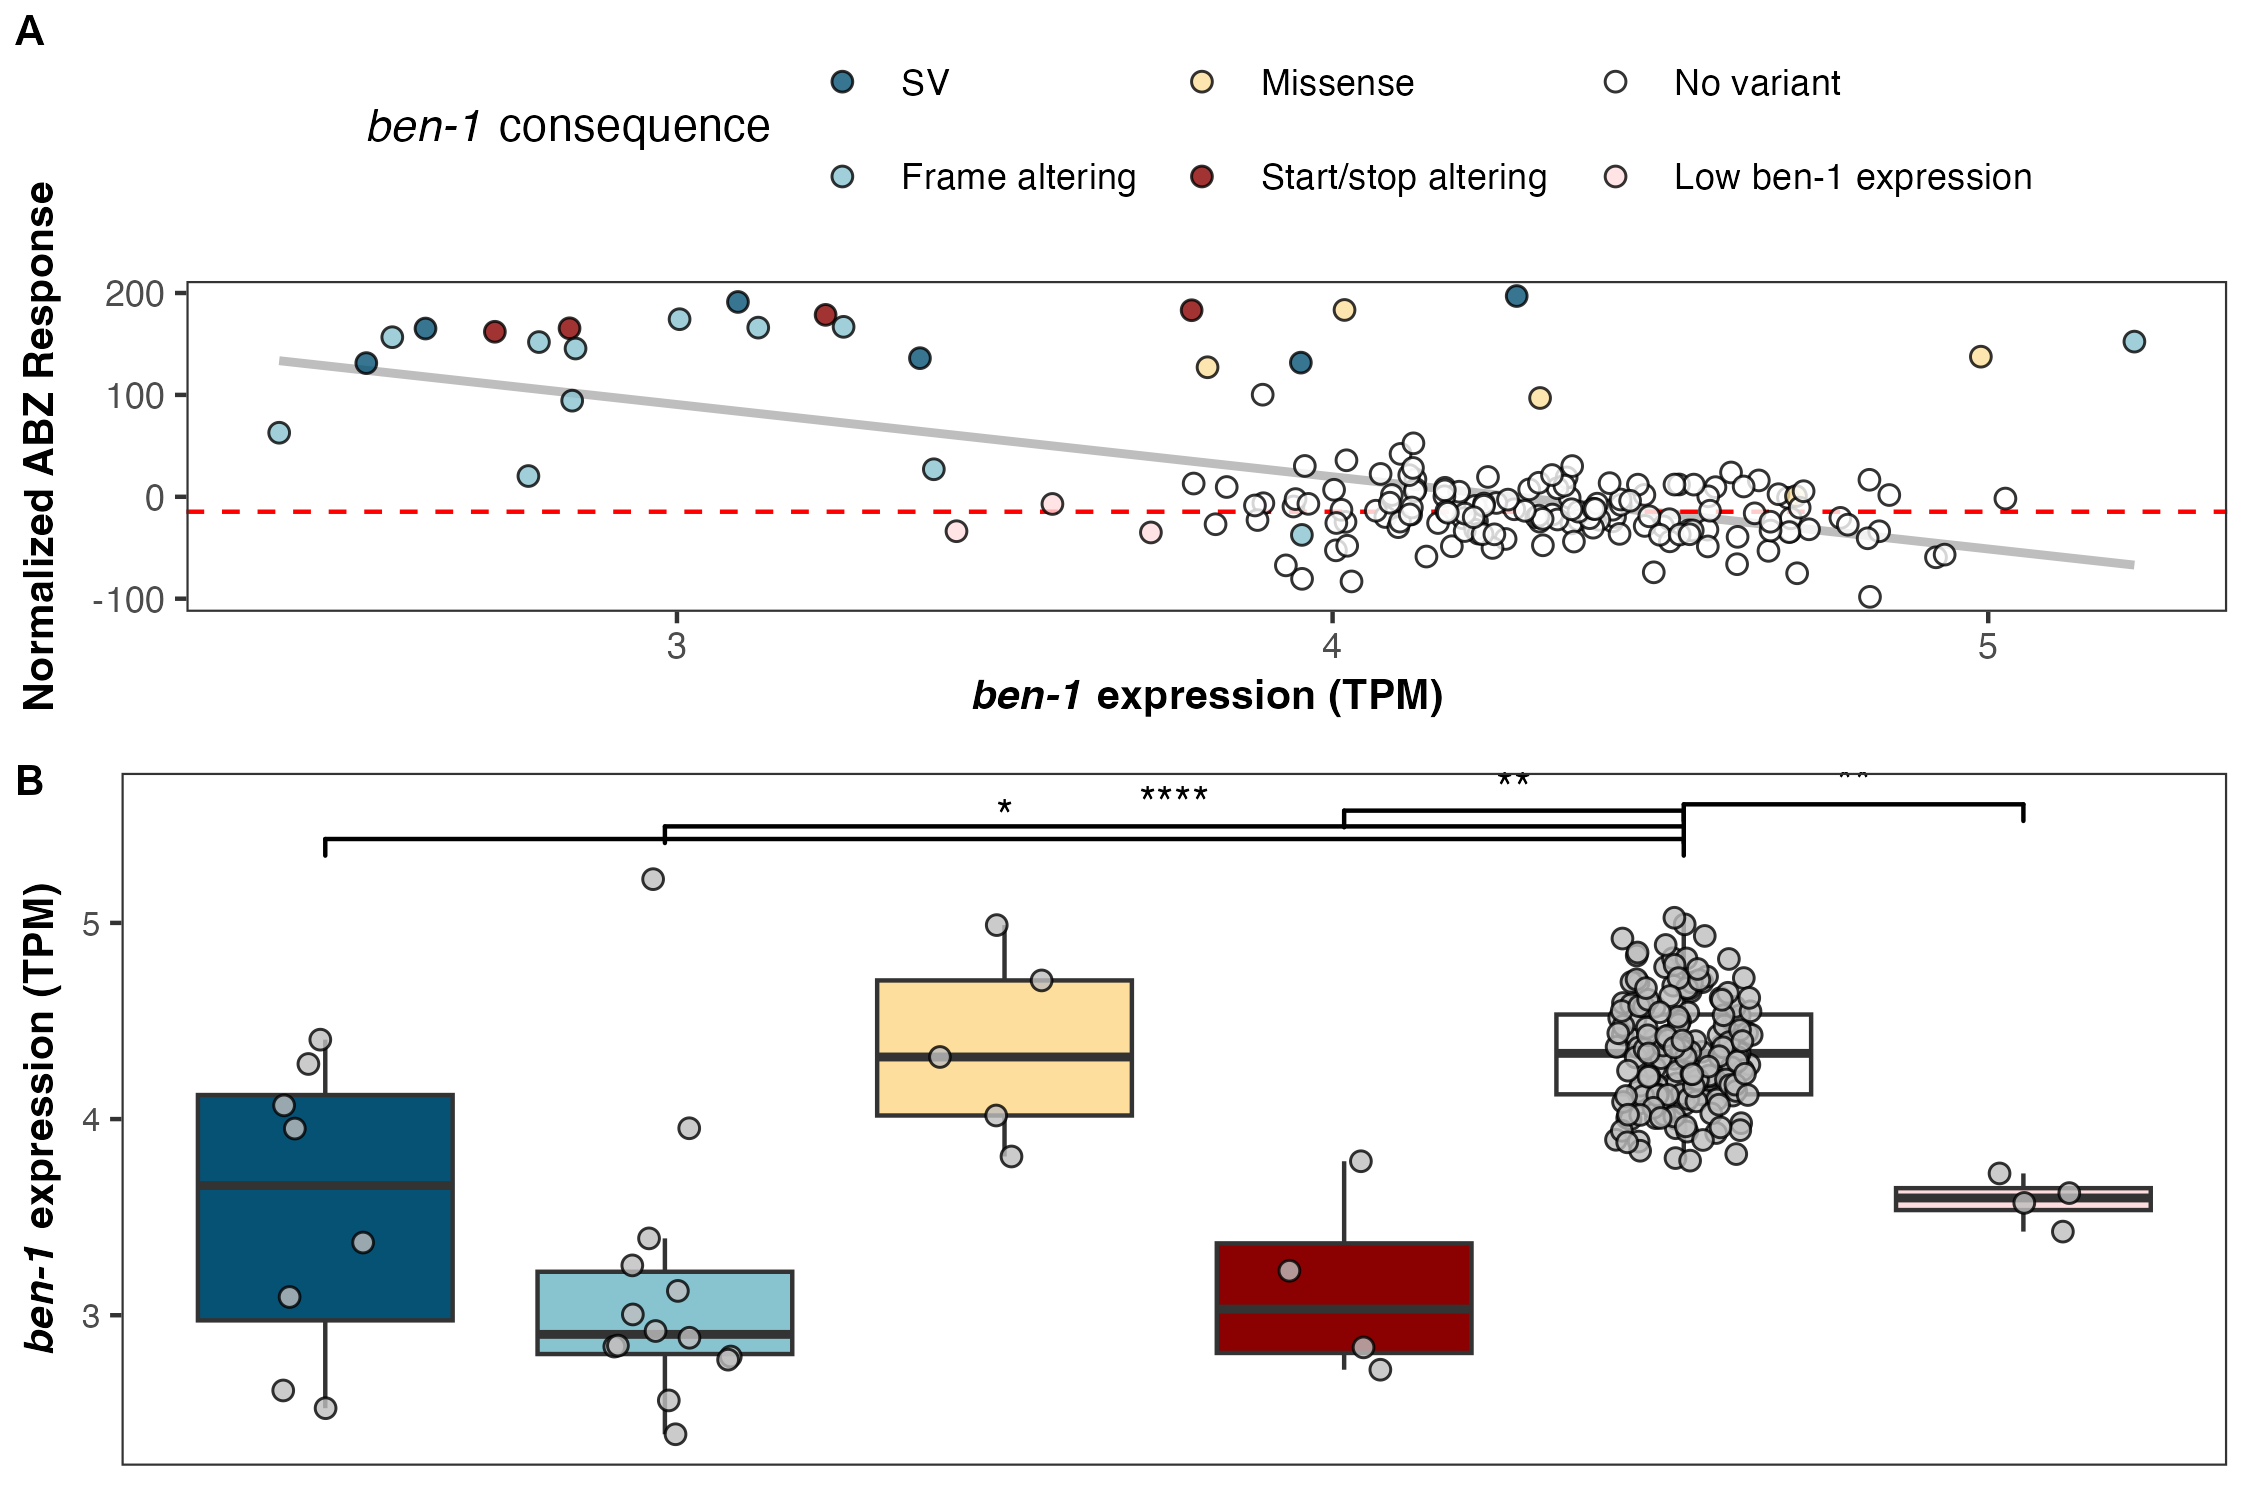 A
SV
Missense
No variant
ben-1 consequence
Frame altering
Start/stop altering
Low ben-1 expression
Normalized ABZ Response
200
100
0
-100
3
4
5
ben-1 expression (TPM)
B
*
****
**
**
ben-1 expression (TPM)
5
4
3